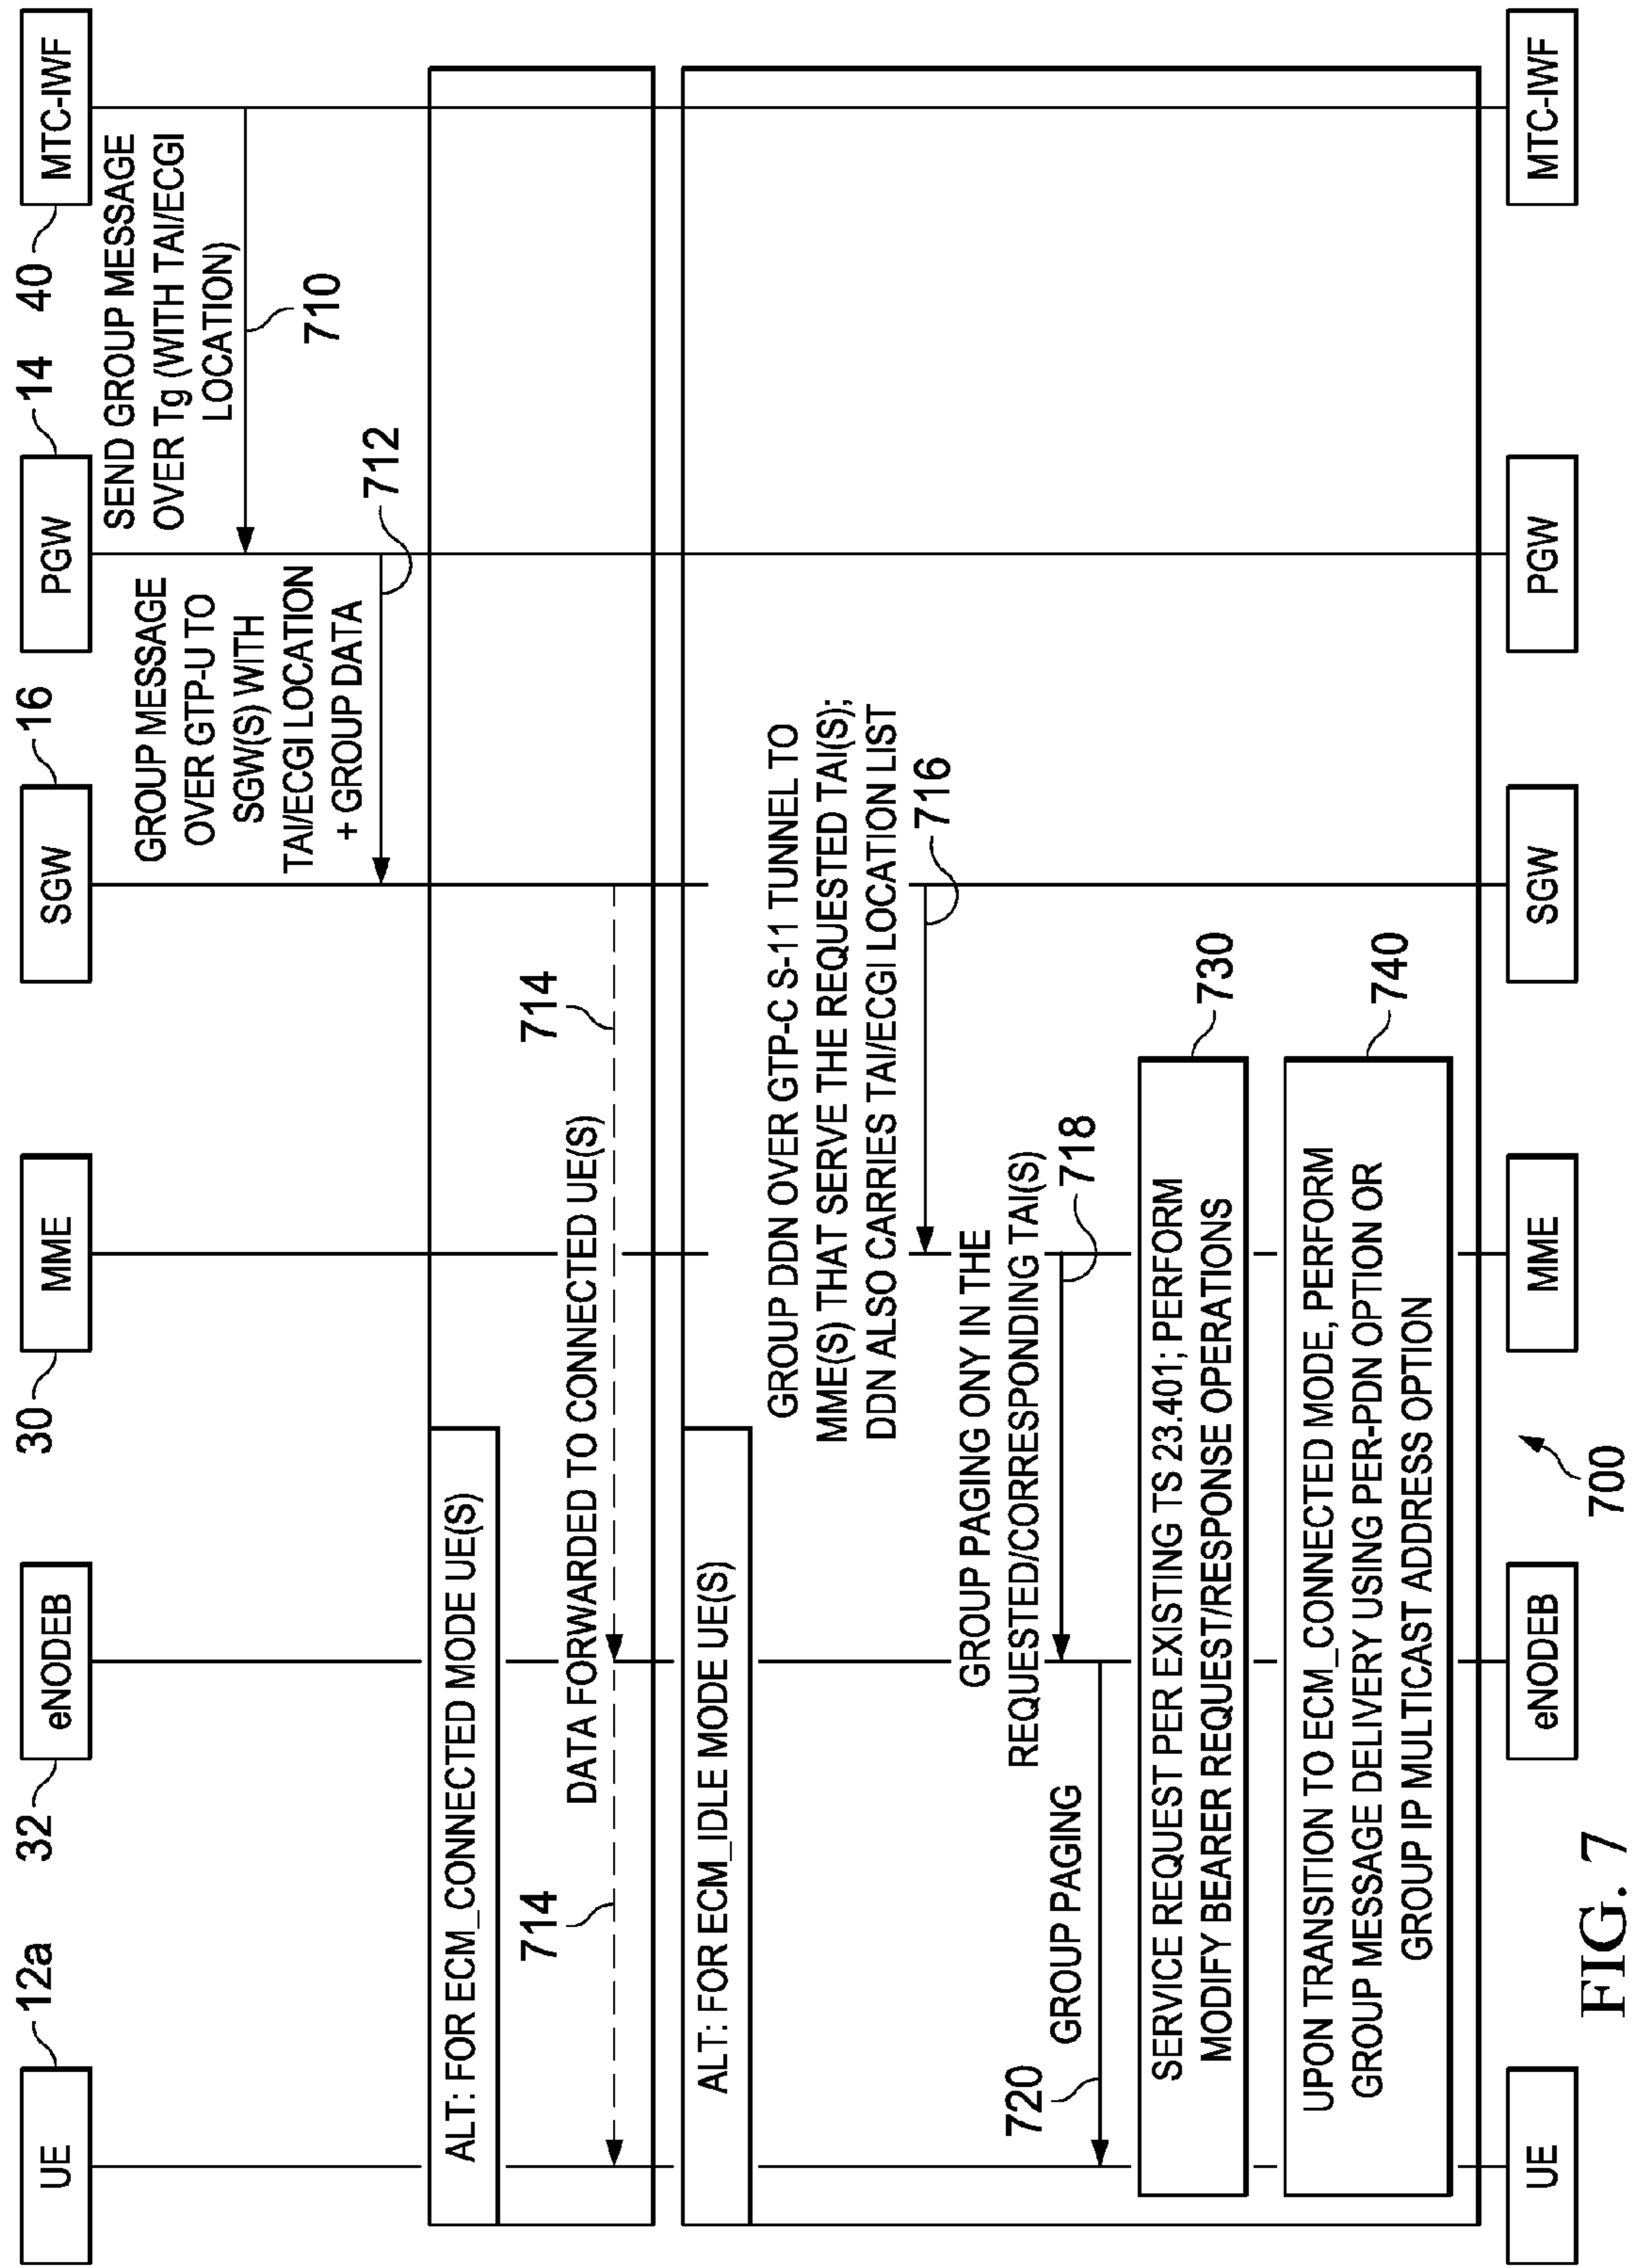 12a
32
30
16
14
40
UE
eNODEB
MME
SGW
PGW
MTC-IWF
SEND GROUP MESSAGE
OVER Tg (WITH TAI/ECGI
LOCATION)
710
GROUP MESSAGE
OVER GTP-U TO
SGW(S) WITH
TAI/ECGI LOCATION
+ GROUP DATA
712
ALT: FOR ECM_CONNECTED MODE UE(S)
714
DATA FORWARDED TO CONNECTED UE(S)
714
ALT: FOR ECM_IDLE MODE UE(S)
GROUP DDN OVER GTP-C S-11 TUNNEL TO
MME(S) THAT SERVE THE REQUESTED TAI(S);
DDN ALSO CARRIES TAI/ECGI LOCATION LIST
716
GROUP PAGING ONY IN THE
REQUESTED/CORRESPONDING TAI(S)
718
720
GROUP PAGING
SERVICE REQUEST PER EXISTING TS 23.401; PERFORM
MODIFY BEARER REQUEST/RESPONSE OPERATIONS
730
UPON TRANSITION TO ECM_CONNECTED MODE, PERFORM
GROUP MESSAGE DELIVERY USING PER-PDN OPTION OR
GROUP IP MULTICAST ADDRESS OPTION
740
UE
eNODEB
MME
SGW
PGW
MTC-IWF
700
FIG. 7